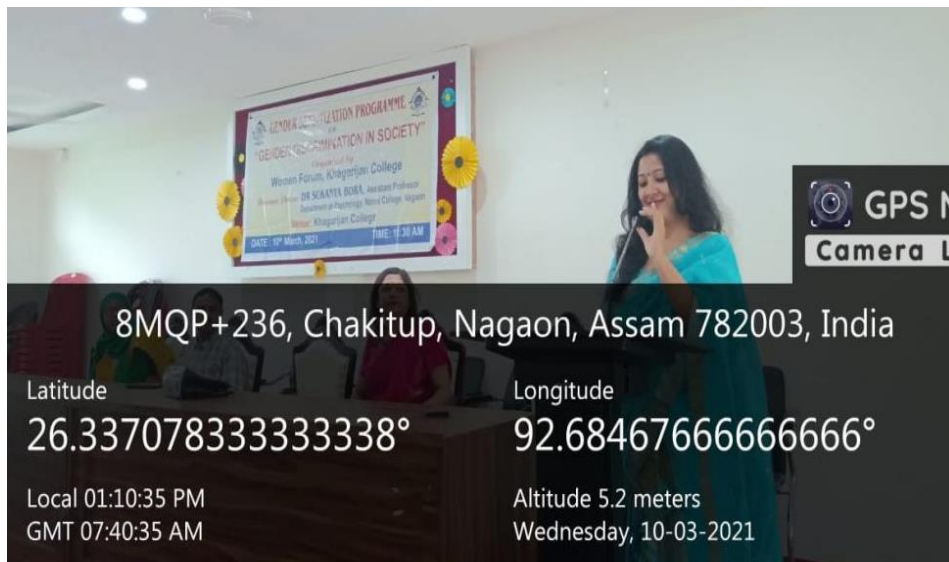 GENDER SENSITIZATION PROGRAMME
ON
"GENDER DISCRIMINATION IN SOCIETY"
Organised by
Women Forum, Khagarijan College
DR SUKANYA BORA, Assistant Professor
Department of Psychology, Nagaon
Venue: Khagarijan College
DATE : 10th March, 2021
TIME: 11:30 AM
GPS
Camera
8MQP+236, Chakitup, Nagaon, Assam 782003, India
Latitude
Longitude
26.337078333333338°
92.68467666666666°
Local 01:10:35 PM
Altitude 5.2 meters
GMT 07:40:35 AM
Wednesday, 10-03-2021